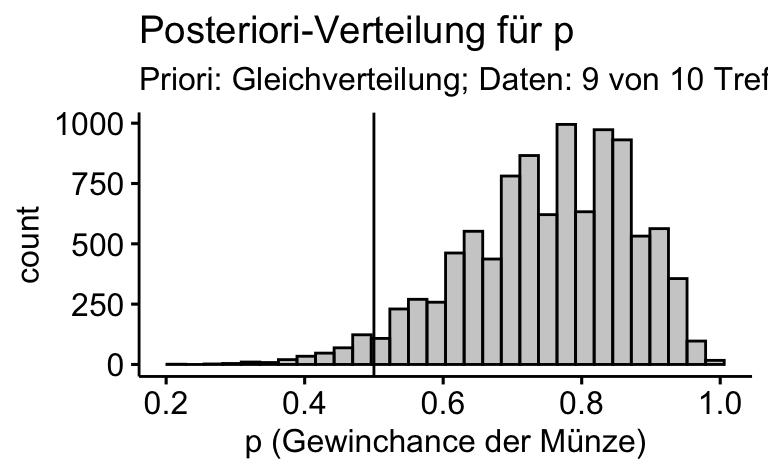 Posteriori-Verteilung für p
Priori: Gleichverteilung; Daten: 9 von 10 Tref
1000
750
500
250
0
count
0.2 0.4 0.6 0.8 1.0
p (Gewinchance der Münze)